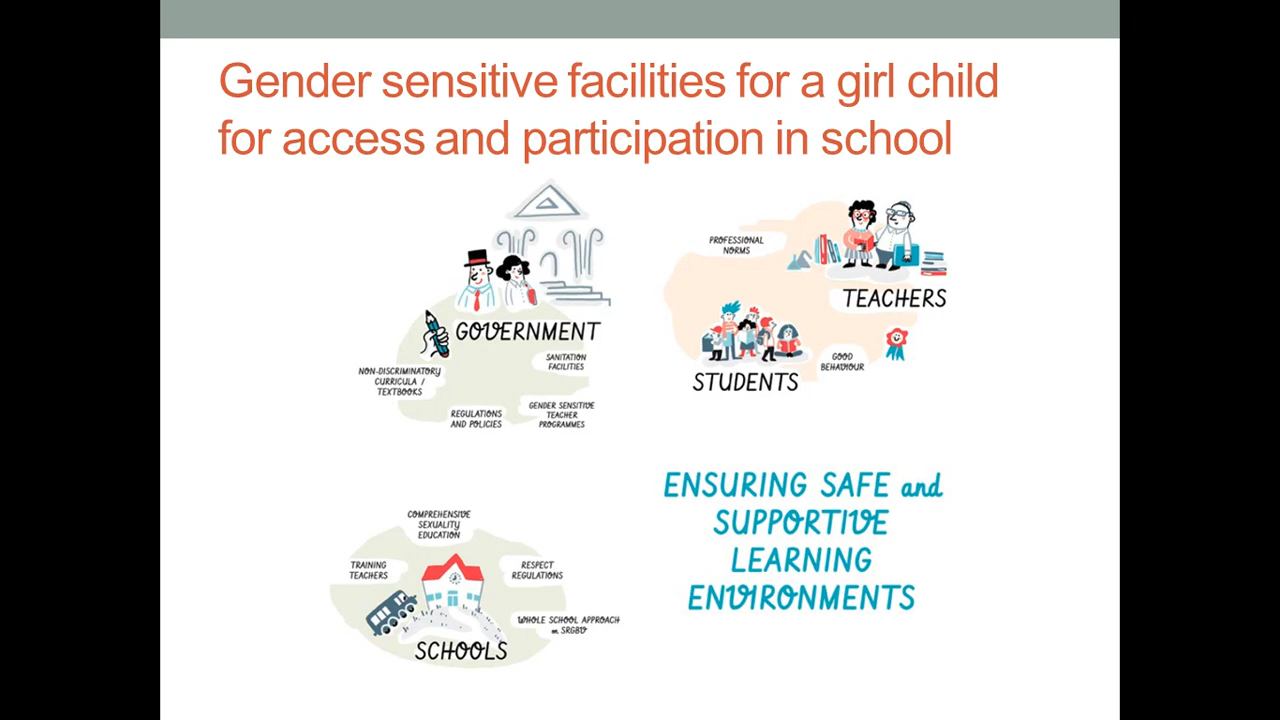 Gender sensitive facilities for a girl child
for access and participation in school
GOVERNMENT
NON-DISCRIMINATORY
CURRICULA /
TEXTBOOKS
SANITATION
FACILITIES
REGULATIONS
AND POLICIES
GENDER SENSITIVE
TEACHER
PROGRAMMES
PROFESSIONAL
NORMS
TEACHERS
STUDENTS
GOOD
BEHAVIOUR
COMPREHENSIVE
SEXUALITY
EDUCATION
TRAINING
TEACHERS
RESPECT
REGULATIONS
WHOLE SCHOOL APPROACH
on SRGBV
SCHOOLS
ENSURING SAFE and
SUPPORTIVE
LEARNING
ENVIRONMENTS